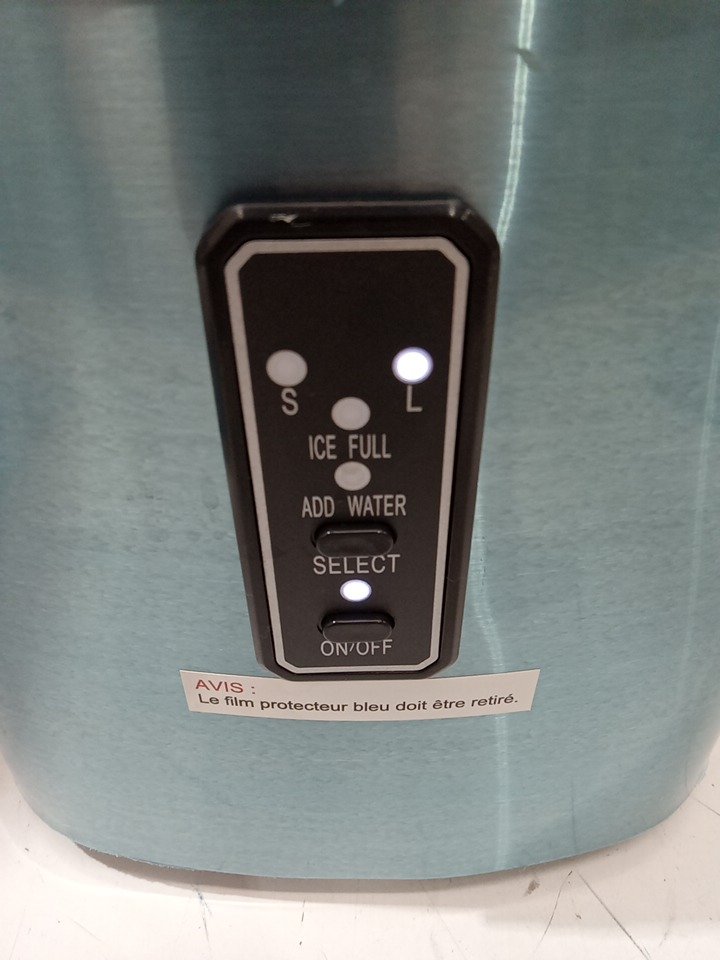 S L
ICE FULL
ADD WATER
SELECT
ON/OFF
AVIS :
Le film protecteur bleu doit être retiré.